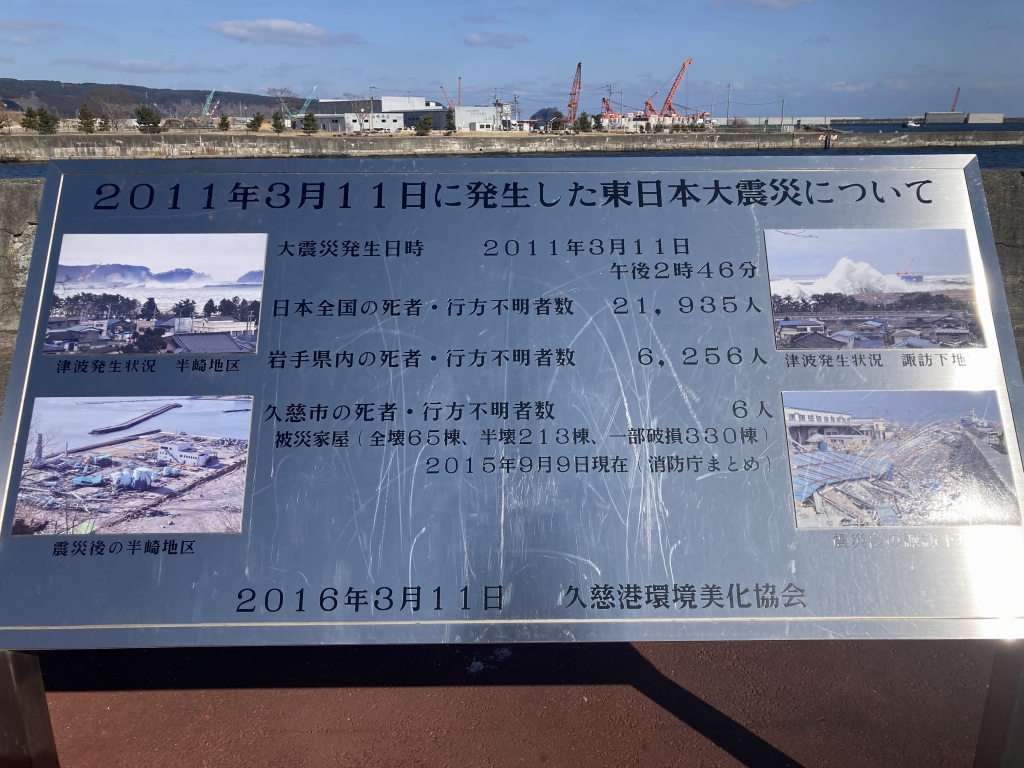 2011年3月11日に発生した東日本大震災について
大震災発生日時　2011年3月11日
午後2時46分
日本全国の死者・行方不明者数　21，935人
岩手県内の死者・行方不明者数　6，256人
久慈市の死者・行方不明者数　6人
被災家屋（全壊65棟、半壊213棟、一部破損330棟）
2015年9月9日現在（消防庁まとめ）
津波発生状況　半崎地区
震災後の半崎地区
津波発生状況　諏訪下地
震災後の諏訪下
2016年3月11日　久慈港環境美化協会